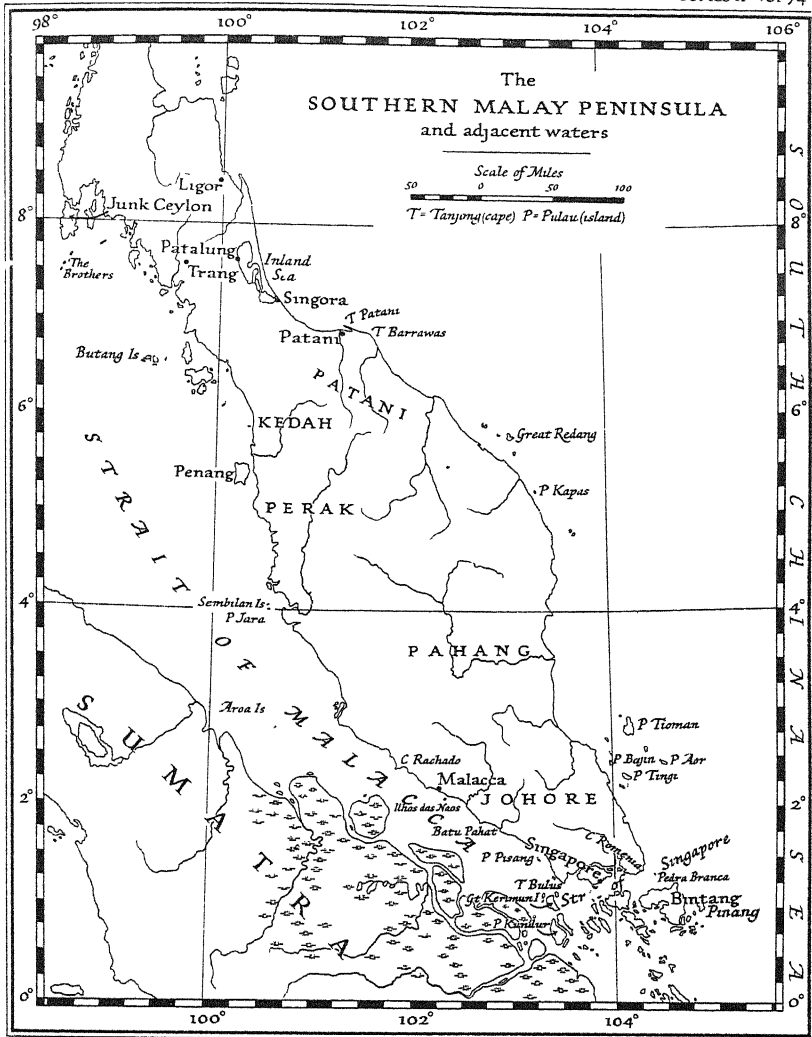 98°
100°
102°
104°
106°
The
SOUTHERN MALAY PENINSULA
and adjacent waters
Scale of Miles
50 0 50 100
T = Tanjong (cape) P = Pulau (island)
Ligor
Junk Ceylon
8°
8°
Patalung
Inland
Sea
The
Brothers
Trang
Singora
T Patani
Patani
T Barrawas
Butang Is
PATANI
6°
6°
KEDAH
Great Redang
Penang
P Kapas
PERAK
STRAIT OF MALACCA
4°
Sembilan Is
P Jara
4°
PAHANG
Aroa Is
SUMATRA
P Tioman
C Rachado
P Aor
P Tingi
Malacca
2°
Ilhos das Naos
JOHORE
2°
Batu Pahat
P Pisang
Singapore
C Romenia
Singapore
Pedra Branca
T Bulus
Str
Gt Kerimun I
Bintang
Pinang
P Kundur
0°
0°
100°
102°
104°
SOUTH CHINA SEA